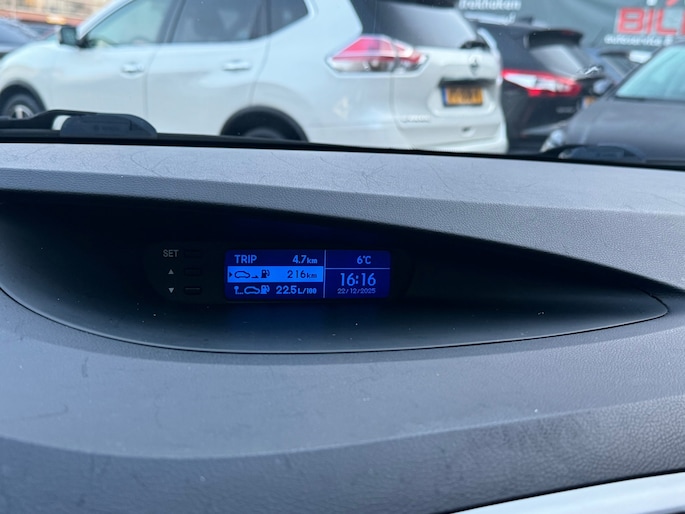 BIL
SET
TRIP 4.7km 6°C
216km 16:16
22.5L/100 22/12/2025